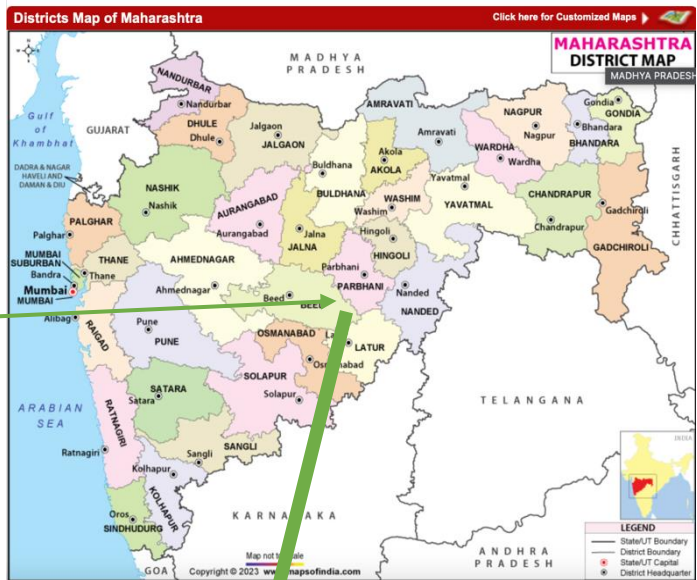 Districts Map of Maharashtra
Click here for Customized Maps
MAHARASHTRA
DISTRICT MAP
MADHYA PRADESH
MADHYA
PRADESH
Gulf
of
Khambhat
GUJARAT
DADRA & NAGAR
HAVELI AND
DAMAN & DIU
NANDURBAR
Nandurbar
DHULE
Dhule
Jalgaon
JALGAON
NASHIK
Nashik
AURANGABAD
Aurangabad
Jalna
JALNA
Buldhana
BULDHANA
Akola
AKOLA
AMRAVATI
Amravati
WASHIM
Washim
Hingoli
HINGOLI
Yavatmal
YAVATMAL
WARDHA
Wardha
NAGPUR
Nagpur
Bhandara
BHANDARA
Gondia
GONDIA
CHANDRAPUR
Chandrapur
Gadchiroli
GADCHIROLI
CHHATTISGARH
PALGHAR
Palghar
THANE
Thane
MUMBAI
SUBURBAN
Bandra
Mumbai
MUMBAI
Alibag
RAIGAD
AHMEDNAGAR
Ahmednagar
Pune
PUNE
Beed
Parbhani
PARBHANI
Nanded
NANDED
LATUR
OSMANABAD
SOLAPUR
Solapur
SATARA
Satara
RATNAGIRI
Ratnagiri
SANGLI
Sangli
Kolhapur
KOLHAPUR
Oros
SINDHUDURG
GOA
ARABIAN
SEA
TELANGANA
ANDHRA
PRADESH
INDIA
LEGEND
State/UT Boundary
District Boundary
State/UT Capital
District Headquarter
Map not to
Copyright © 2023